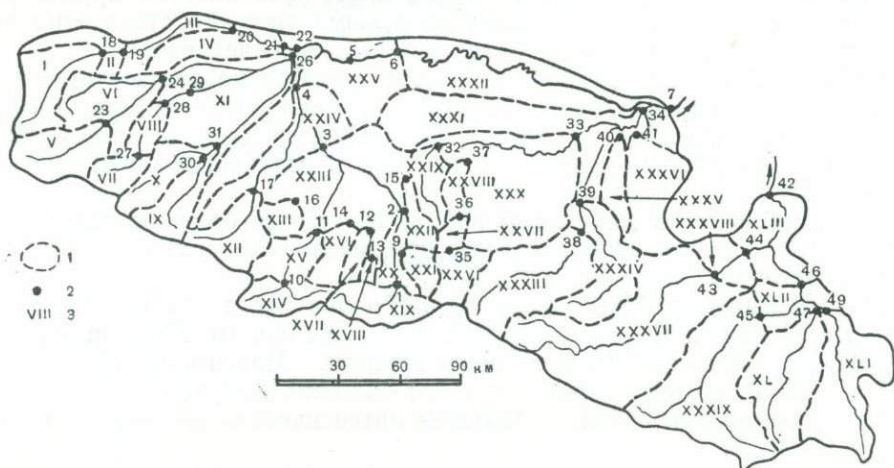 III
18
19
20
21
22
I
II
IV
26
5
6
XXV
XXXII
7
24
29
VI
28
XI
4
34
23
VIII
XXIV
XXXI
33
40
41
V
31
3
32
27
30
XXIX
37
XXXVI
VII
X
XXIII
15
XXVIII
XXX
17
16
XXXV
42
IX
XIII
2
36
39
XXXVIII
XLIII
XII
11
14
12
XXII
XXVII
38
44
XV
XVI
13
9
35
XXXIV
1
XX
XXI
XXV
43
46
2
10
XXXIII
XLII
XIV
1
XIX
49
VIII
3
XVII
XXXVII
45
47
XVIII
30
60
90 км
XL
XLI
XXXIX